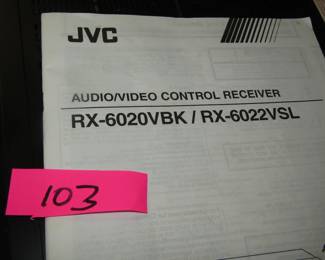 JVC
AUDIO/VIDEO CONTROL RECEIVER
RX-6020VBK / RX-6022VSL
103